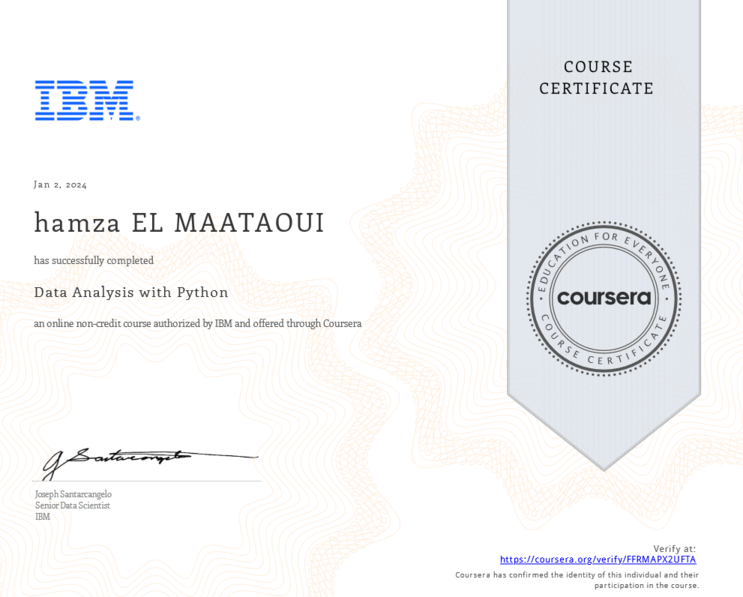 COURSE
CERTIFICATE
IBM®
Jan 2, 2024
hamza EL MAATAOUI
has successfully completed
Data Analysis with Python
an online non-credit course authorized by IBM and offered through Coursera
EDUCATION FOR EVERYONE
coursera
COURSE CERTIFICATE
J Santarcangelo
Joseph Santarcangelo
Senior Data Scientist
IBM
Verify at:
https://coursera.org/verify/FFRMAPX2UFTA
Coursera has confirmed the identity of this individual and their
participation in the course.